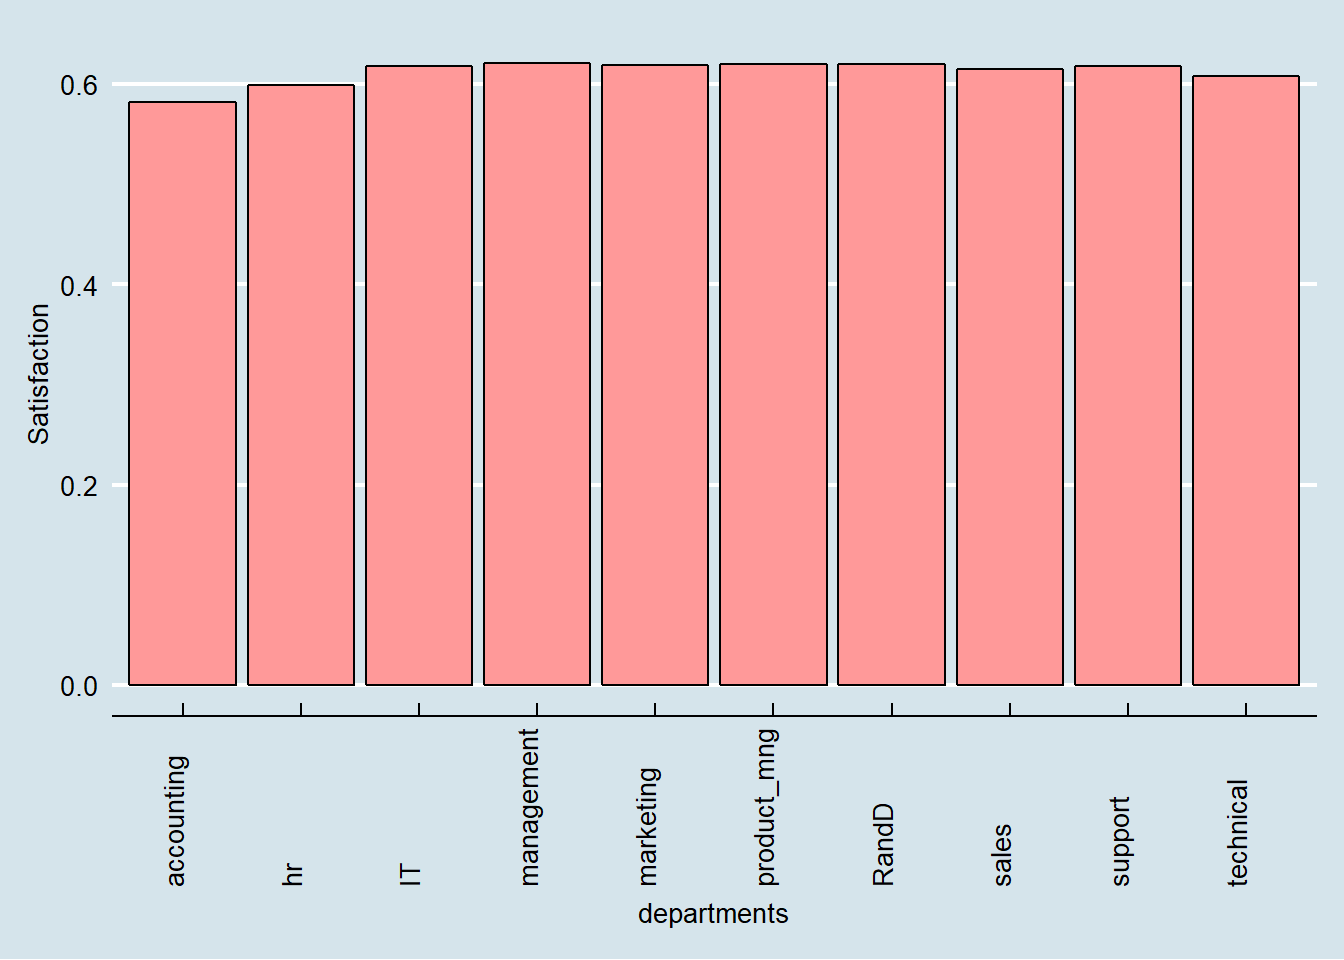 Satisfaction
0.6
0.4
0.2
0.0
accounting
hr
IT
management
marketing
product_mng
RandD
sales
support
technical
departments